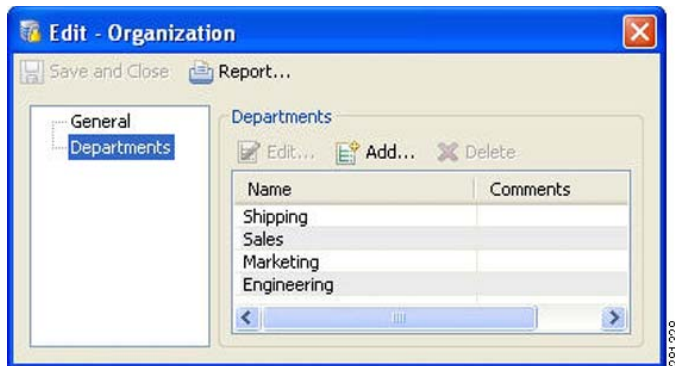 Edit - Organization
Save and Close Report...
General
Departments
Departments
Edit... Add... Delete
Name Comments
Shipping
Sales
Marketing
Engineering